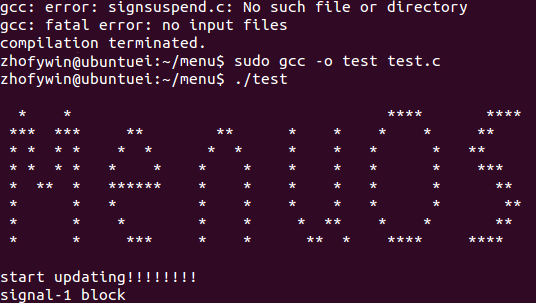 gcc: error: signsuspend.c: No such file or directory
gcc: fatal error: no input files
compilation terminated.
zhofywin@ubuntuei:~/menu$ sudo gcc -o test test.c
zhofywin@ubuntuei:~/menu$ ./test
MenuOS
start updating!!!!!!!!
signal-1 block